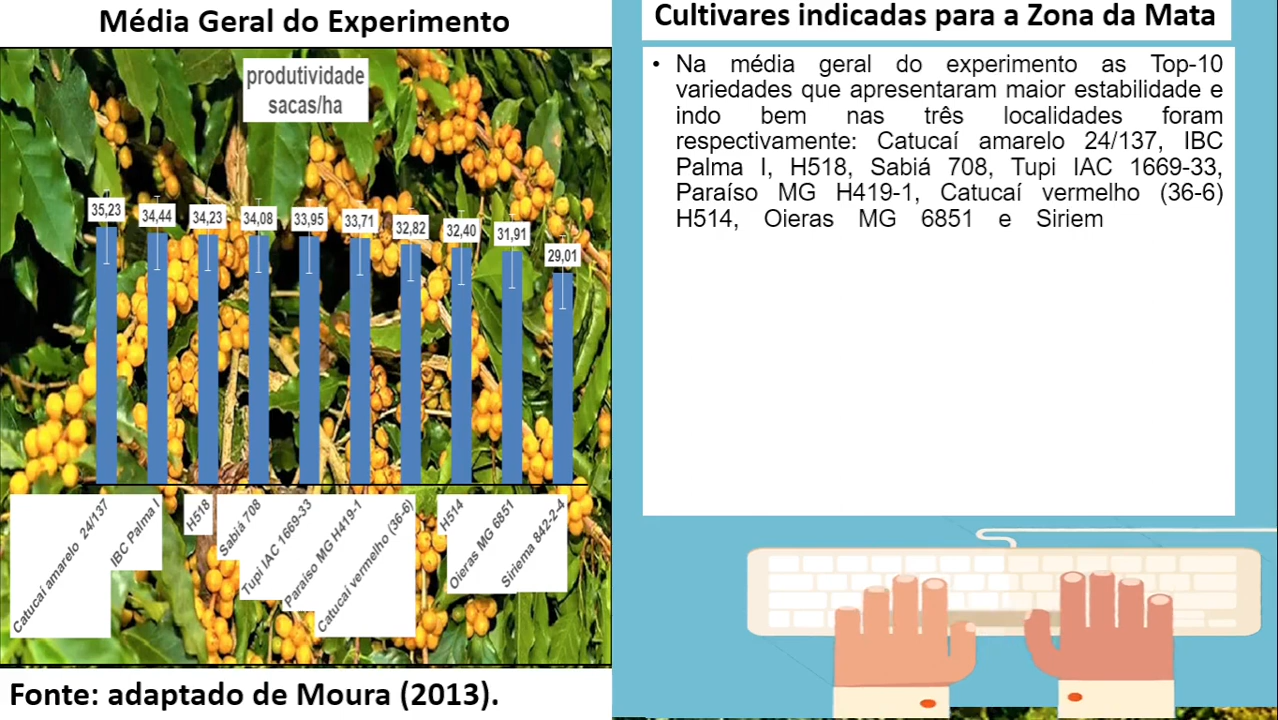 Média Geral do Experimento
produtividade
sacas/ha
35,23
34,44
34,23
34,08
33,95
33,71
32,82
32,40
31,91
29,01
Catucaí amarelo 24/137
IBC Palma I
H518
Sabiá 708
Tupi IAC 1669-33
Paraíso MG H419-1
Catucaí vermelho (36-6)
H514
Oieras MG 6851
Siriema 842-2-4
Fonte: adaptado de Moura (2013).
Cultivares indicadas para a Zona da Mata
• Na média geral do experimento as Top-10
variedades que apresentaram maior estabilidade e
indo bem nas três localidades foram
respectivamente: Catucaí amarelo 24/137, IBC
Palma I, H518, Sabiá 708, Tupi IAC 1669-33,
Paraíso MG H419-1, Catucaí vermelho (36-6)
H514, Oieras MG 6851 e Siriem